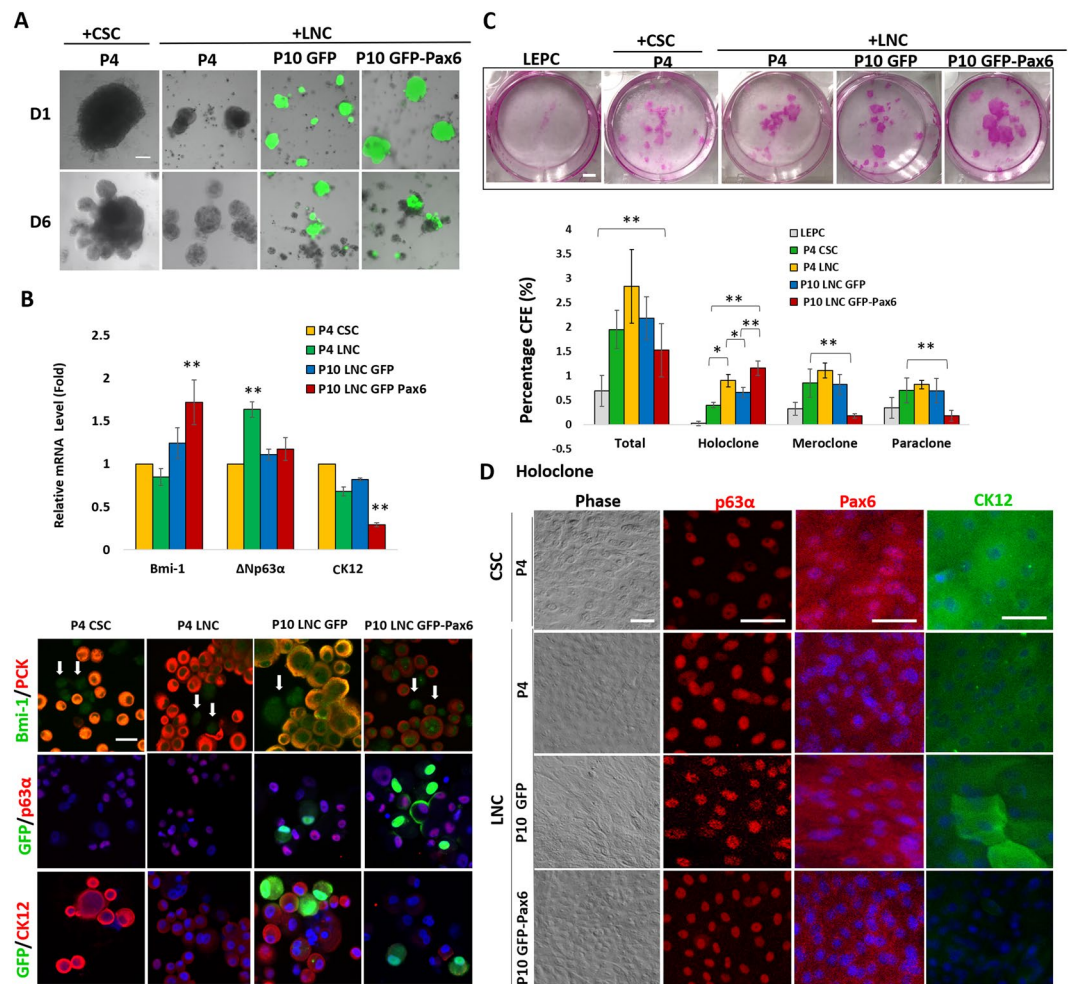 A
+CSC +LNC
P4 P4 P10 GFP P10 GFP-Pax6
D1
D6
B
Relative mRNA Level (Fold)
2.5
2
1.5
1
0.5
0
P4 CSC
P4 LNC
P10 LNC GFP
P10 LNC GFP Pax6
**
**
**
Bmi-1 ΔNp63α CK12
P4 CSC P4 LNC P10 LNC GFP P10 LNC GFP-Pax6
Bmi-1/PCK
GFP/p63α
GFP/CK12
C
+CSC +LNC
LEPC P4 P4 P10 GFP P10 GFP-Pax6
Percentage CFE (%)
4
3.5
3
2.5
2
1.5
1
0.5
0
-0.5
LEPC
P4 CSC
P4 LNC
P10 LNC GFP
P10 LNC GFP-Pax6
**
**
* * **
** **
Total Holoclone Meroclone Paraclone
D Holoclone
Phase p63α Pax6 CK12
CSC
P4
LNC
P4
P10 GFP
P10 GFP-Pax6